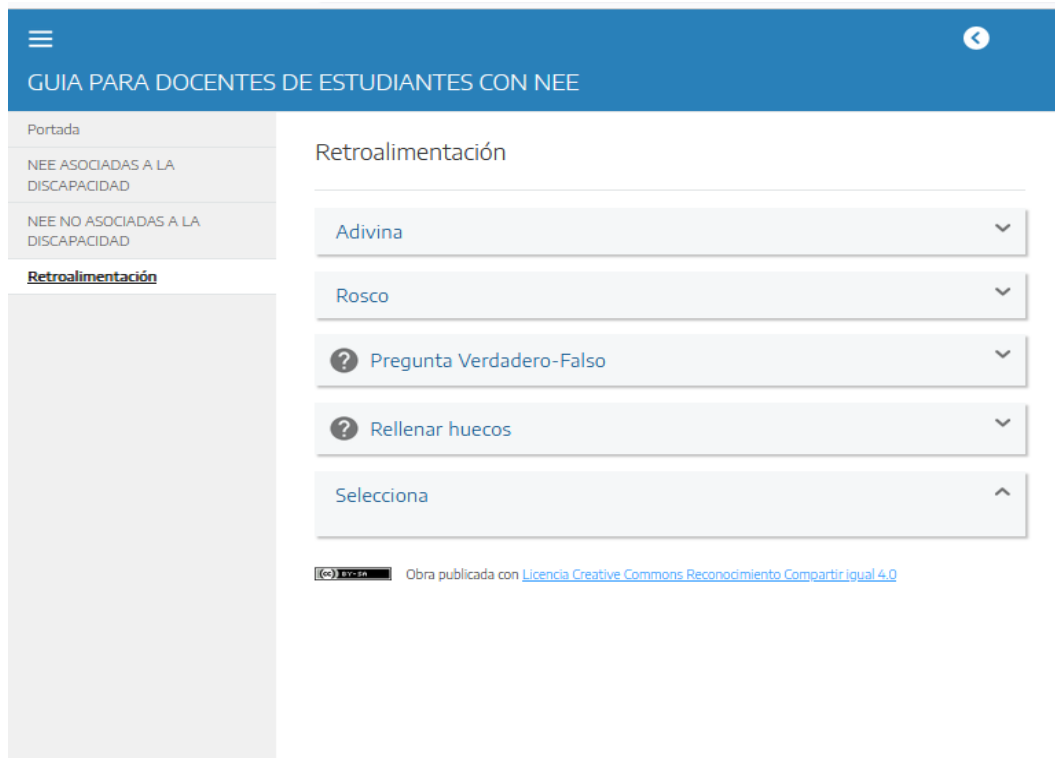 GUIA PARA DOCENTES DE ESTUDIANTES CON NEE
Portada
NEE ASOCIADAS A LA
DISCAPACIDAD
NEE NO ASOCIADAS A LA
DISCAPACIDAD
Retroalimentación
Retroalimentación
Adivina
Rosco
? Pregunta Verdadero-Falso
? Rellenar huecos
Selecciona
(cc) BY-SA Obra publicada con Licencia Creative Commons Reconocimiento Compartir igual 4.0